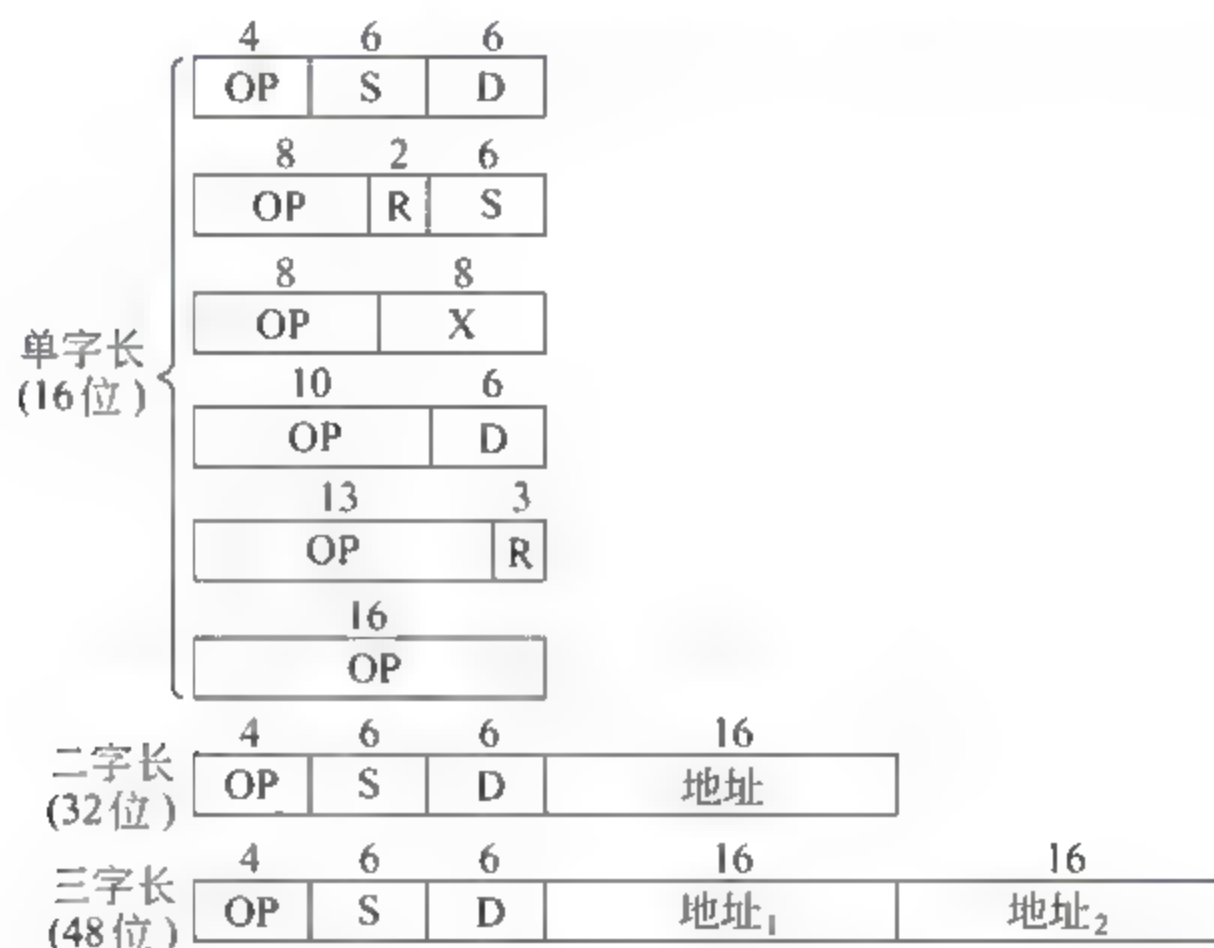 4 6 6
OP S D
8 2 6
OP R S
8 8
OP X
单字长
(16位)
10 6
OP D
13 3
OP R
16
OP
4 6 6 16
二字长
(32位)
OP S D 地址
4 6 6 16 16
三字长
(48位)
OP S D 地址₁ 地址₂